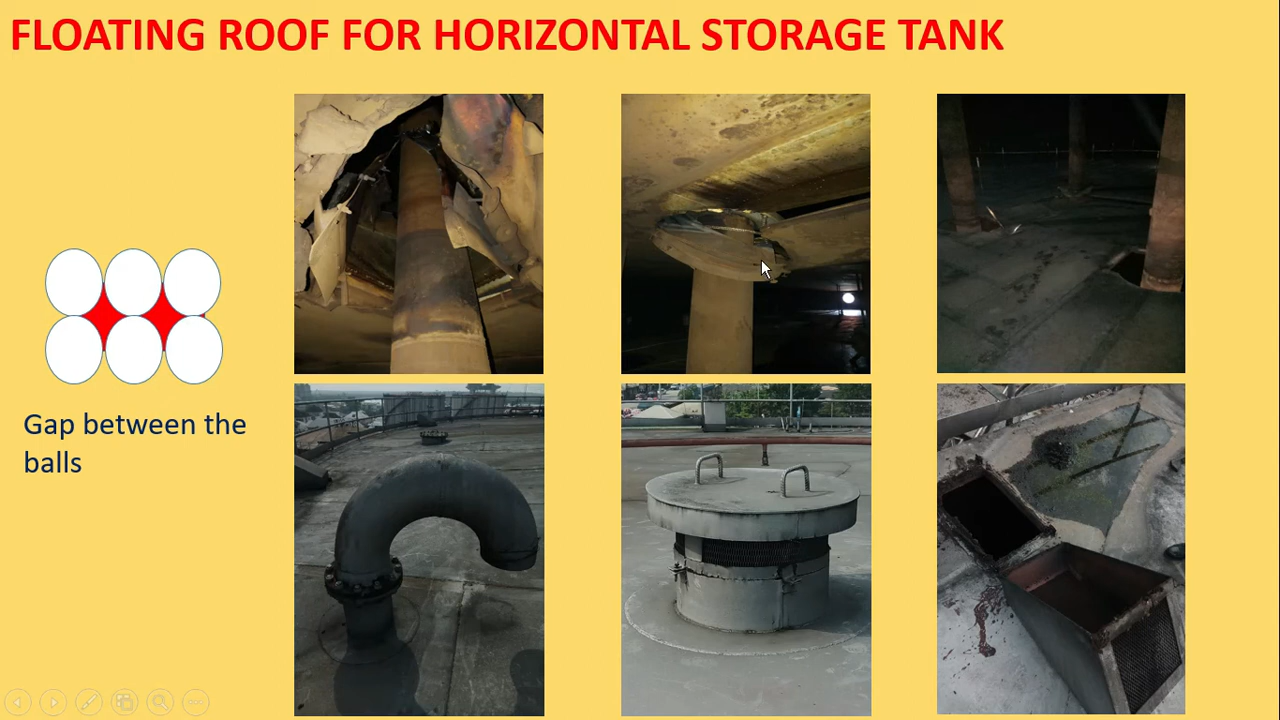 FLOATING ROOF FOR HORIZONTAL STORAGE TANK
Gap between the
balls